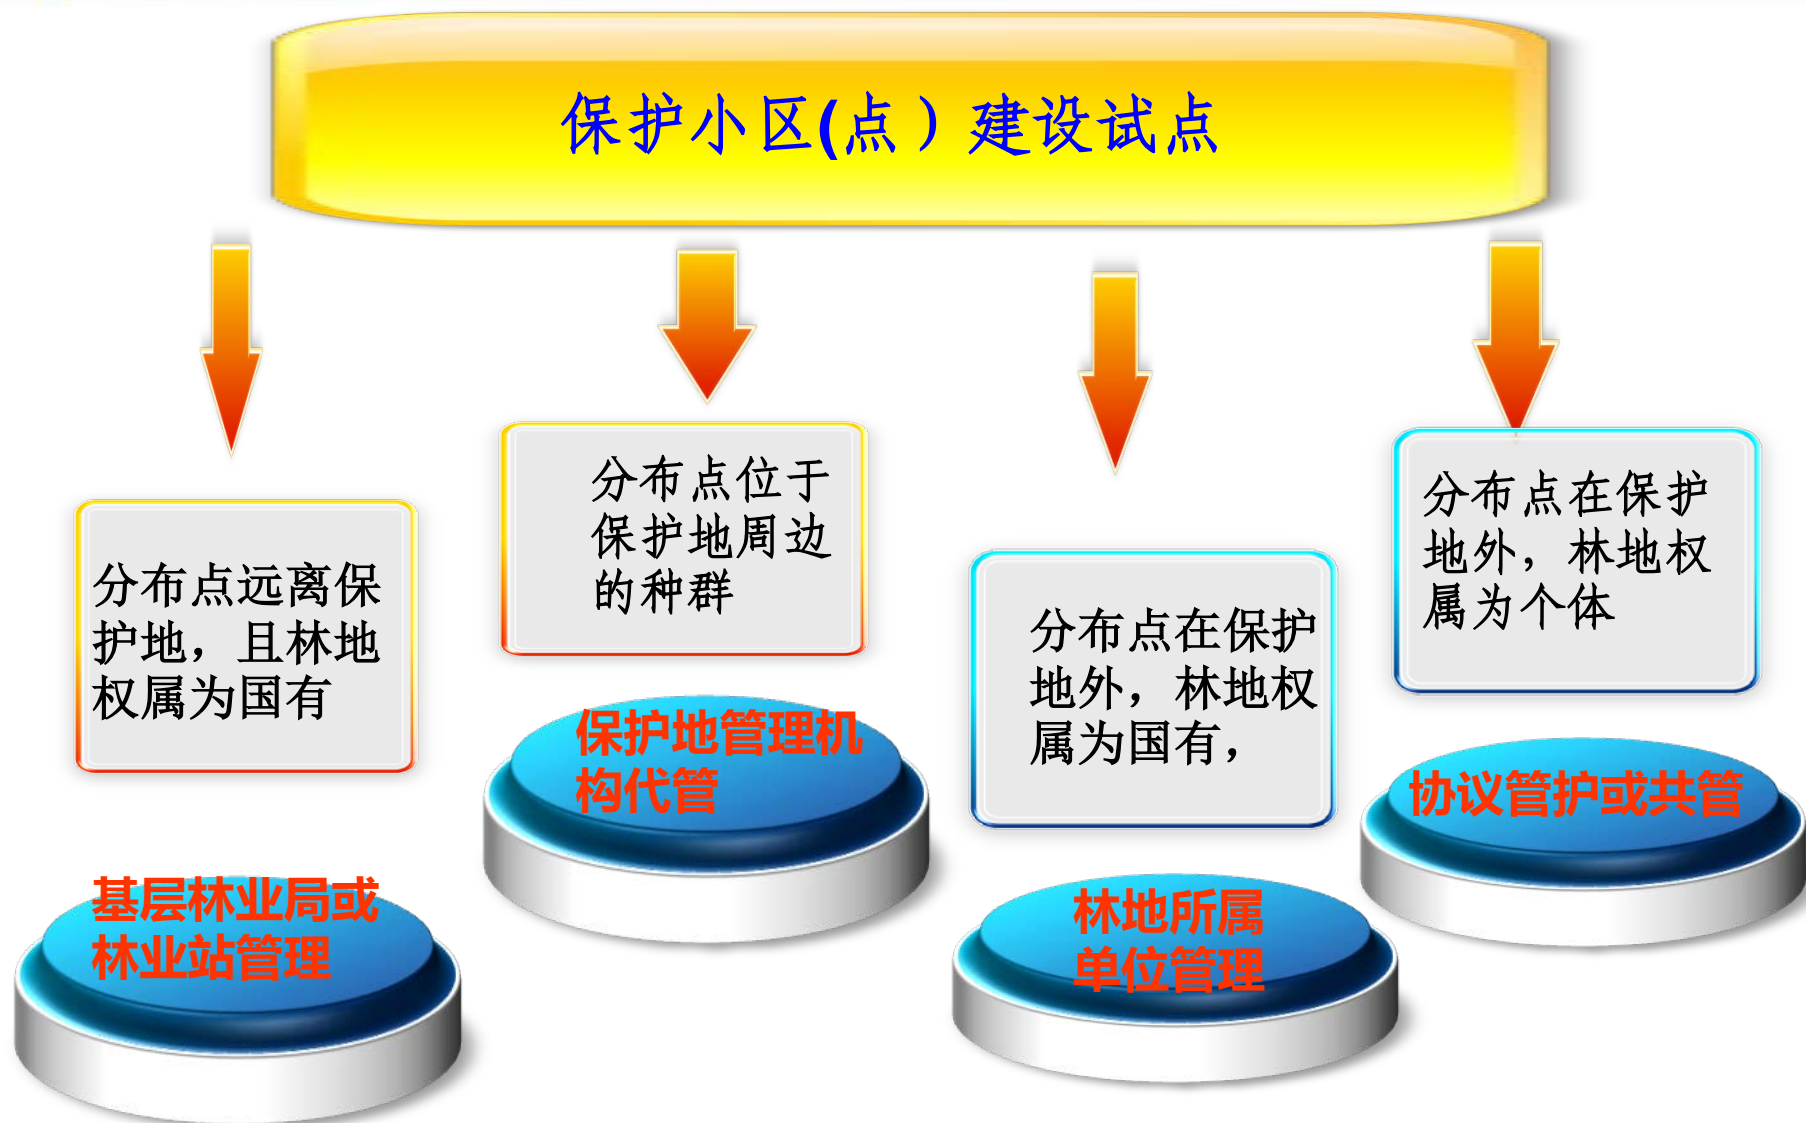 保护小区(点）建设试点
分布点远离保
护地，且林地
权属为国有
基层林业局或
林业站管理
分布点位于
保护地周边
的种群
保护地管理机
构代管
分布点在保护
地外，林地权
属为国有，
林地所属
单位管理
分布点在保护
地外，林地权
属为个体
协议管护或共管